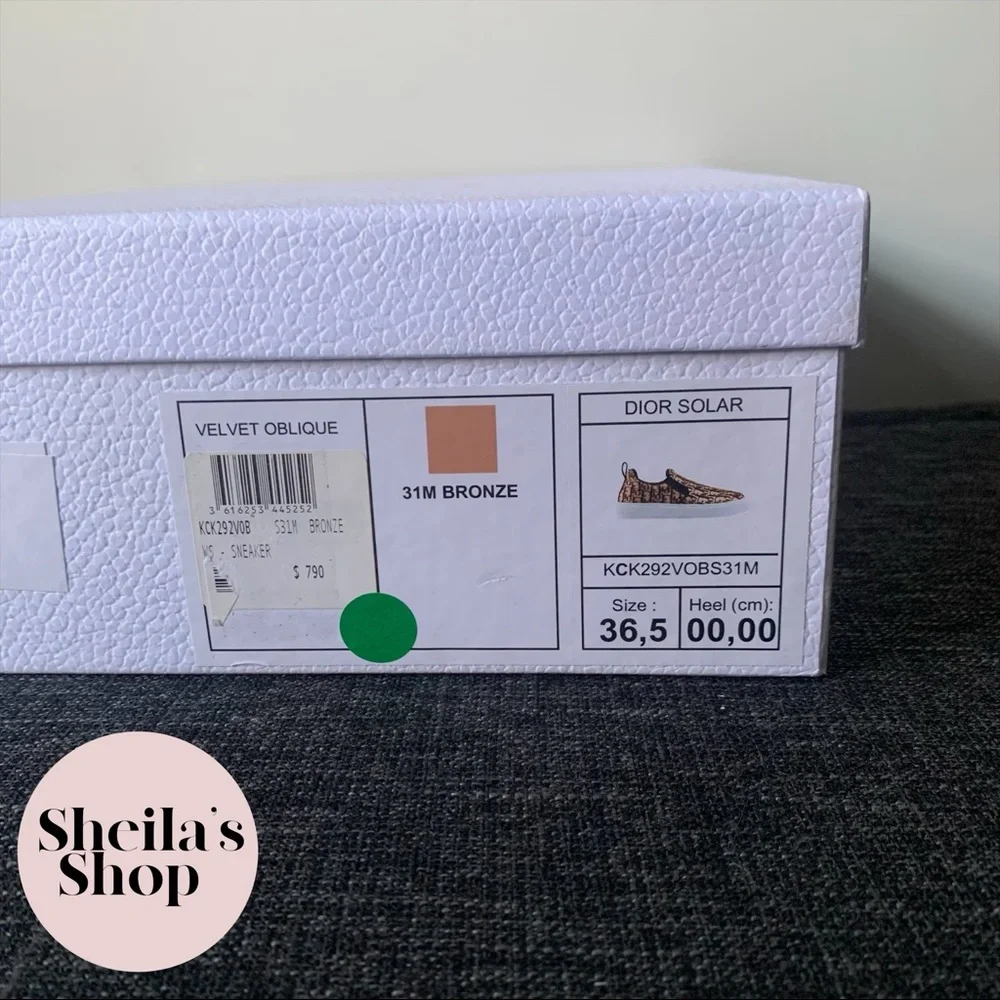 VELVET OBLIQUE
3 616253 445252
KCK292VOB S31M BRONZE
WS - SNEAKER
$ 790
31M BRONZE
DIOR SOLAR
KCK292VOBS31M
Size : Heel (cm):
36,5 00,00
Sheila's
Shop